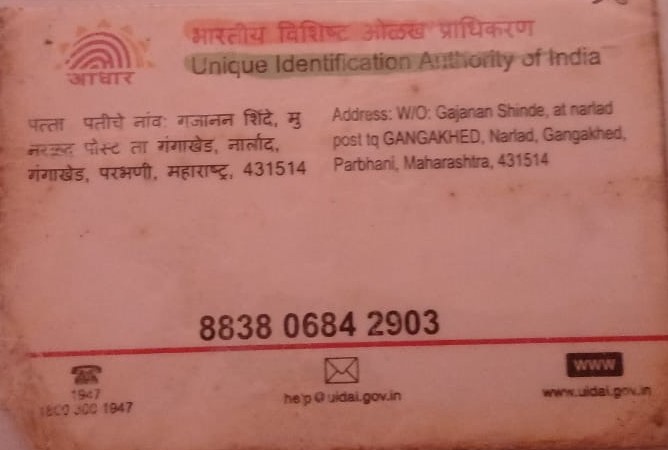 आधार
भारतीय विशिष्ट ओळख प्राधिकरण
Unique Identification Authority of India
पत्ता पतीचे नांव: गजानन शिंदे, मु
नरळद पोस्ट ता गंगाखेड, नार्लाद,
गंगाखेड, परभणी, महाराष्ट्र, 431514
Address: W/O: Gajanan Shinde, at narlad
post tq GANGAKHED, Narlad, Gangakhed,
Parbhani, Maharashtra, 431514
8838 0684 2903
1947
1800 300 1947
help@uidai.gov.in
www
www.uidai.gov.in